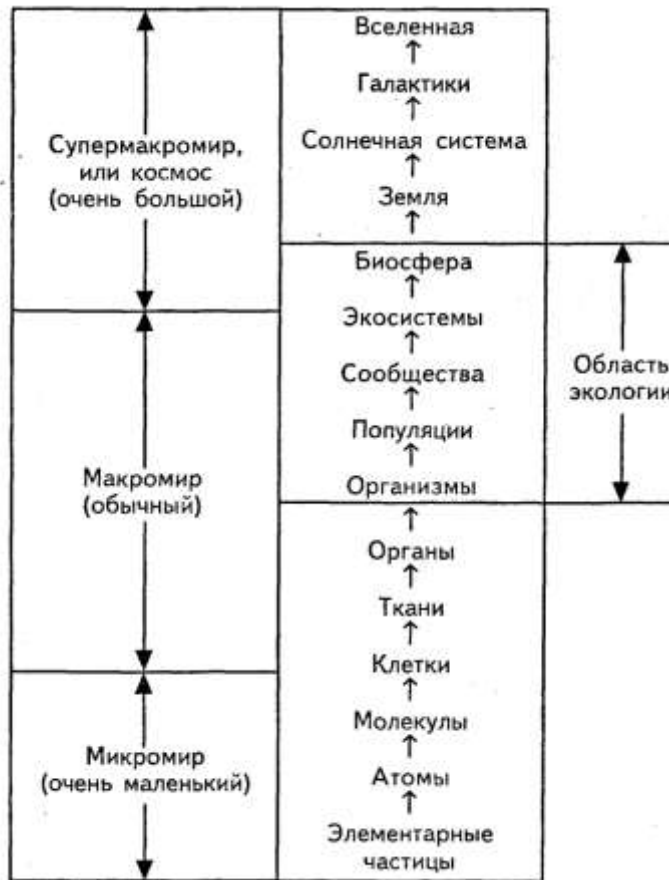 Вселенная
↑
Галактики
↑
Солнечная система
↑
Земля
↑
Супермакромир,
или космос
(очень большой)
Биосфера
↑
Экосистемы
↑
Сообщества
↑
Популяции
↑
Организмы
Область
экологии
Макромир
(обычный)
↑
Органы
↑
Ткани
↑
Клетки
↑
Молекулы
↑
Атомы
↑
Элементарные
частицы
Микромир
(очень маленький)